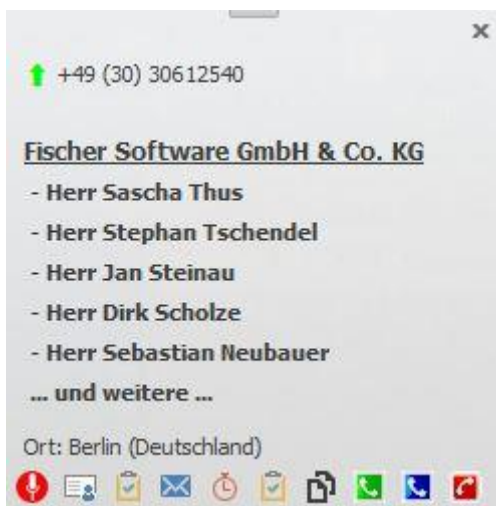 +49 (30) 30612540
Fischer Software GmbH & Co. KG
- Herr Sascha Thus
- Herr Stephan Tschendel
- Herr Jan Steinau
- Herr Dirk Scholze
- Herr Sebastian Neubauer
... und weitere ...
Ort: Berlin (Deutschland)